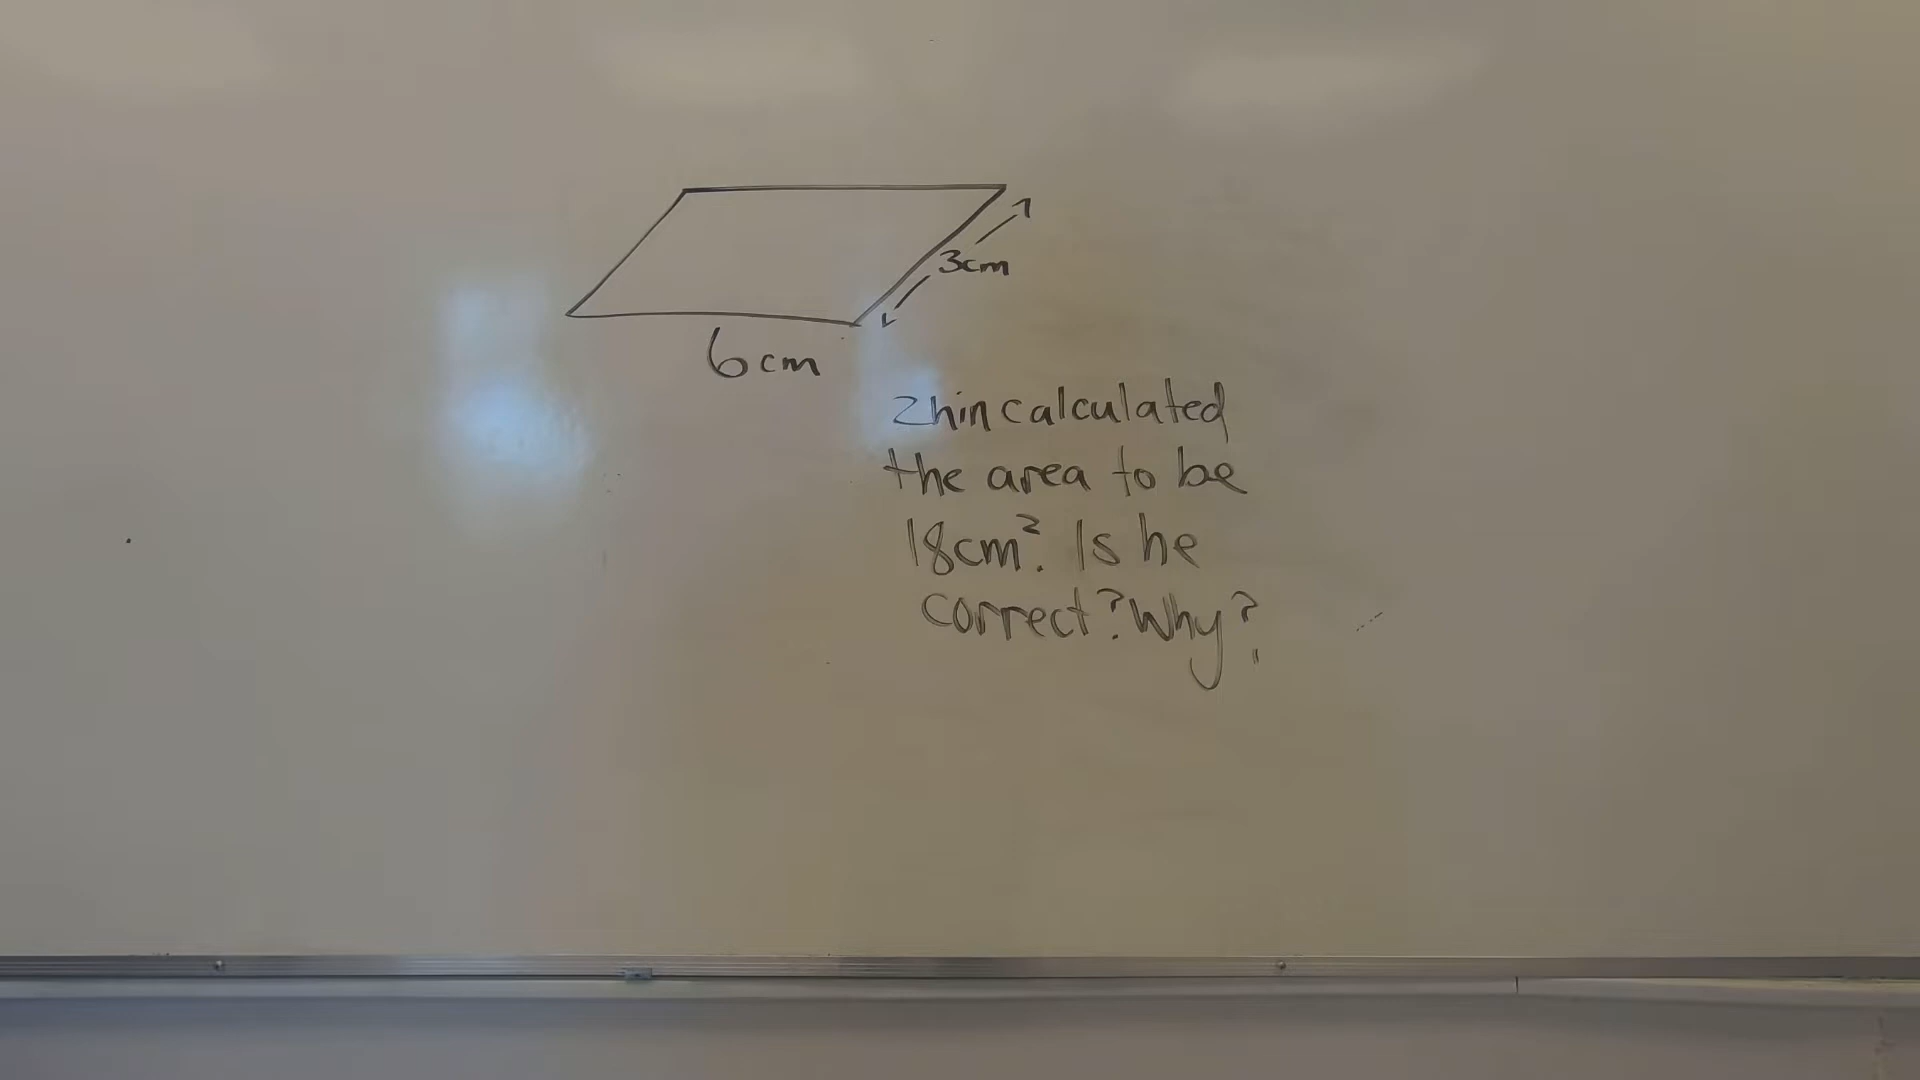 3cm
6cm
Zhin calculated
the area to be
18cm². Is he
correct? Why?